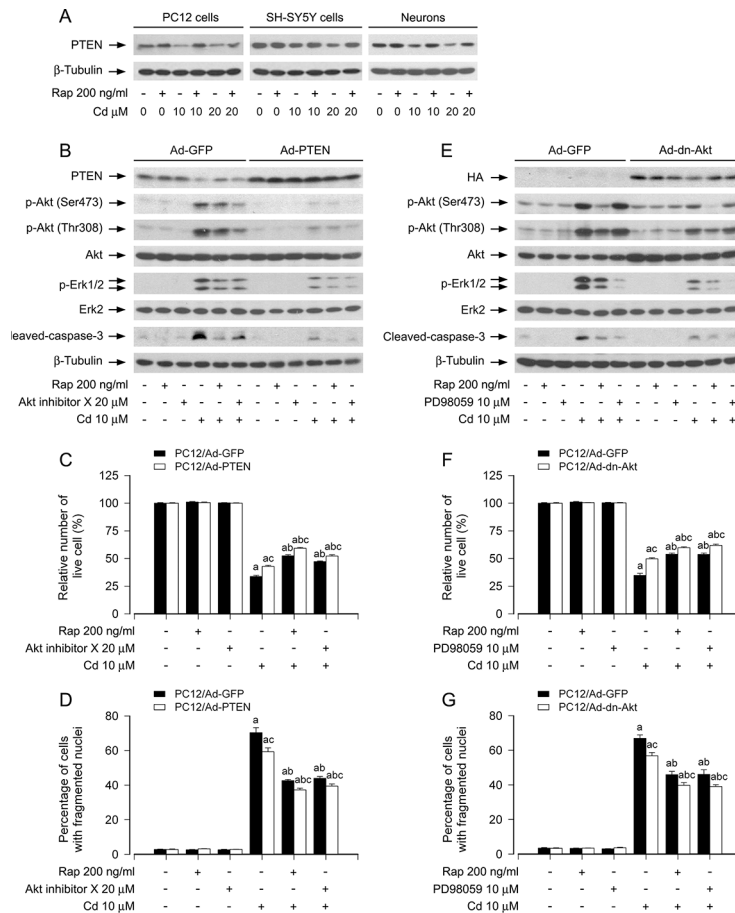 A
PC12 cells SH-SY5Y cells Neurons
PTEN
β-Tubulin
Rap 200 ng/ml - + - + - + - + - + - + - + - + - +
Cd μM 0 0 10 10 20 20 0 0 10 10 20 20 0 0 10 10 20 20
B
Ad-GFP Ad-PTEN
PTEN
p-Akt (Ser473)
p-Akt (Thr308)
Akt
p-Erk1/2
Erk2
leaved-caspase-3
β-Tubulin
Rap 200 ng/ml - + - - + - - + - - + -
Akt inhibitor X 20 μM - - + - - + - - + - - +
Cd 10 μM - - - + + + - - - + + +
E
Ad-GFP Ad-dn-Akt
HA
p-Akt (Ser473)
p-Akt (Thr308)
Akt
p-Erk1/2
Erk2
Cleaved-caspase-3
β-Tubulin
Rap 200 ng/ml - + - - + - - + - - + -
PD98059 10 μM - - + - - + - - + - - +
Cd 10 μM - - - + + + - - - + + +
C
PC12/Ad-GFP
PC12/Ad-PTEN
Relative number of
live cell (%)
125
100
75
50
25
0
a ac ab abc ab abc
Rap 200 ng/ml - + - - + -
Akt inhibitor X 20 μM - - + - - +
Cd 10 μM - - - + + +
F
PC12/Ad-GFP
PC12/Ad-dn-Akt
Relative number of
live cell (%)
125
100
75
50
25
0
a ac ab abc ab abc
Rap 200 ng/ml - + - - + -
PD98059 10 μM - - + - - +
Cd 10 μM - - - + + +
D
PC12/Ad-GFP
PC12/Ad-PTEN
Percentage of cells
with fragmented nuclei
80
60
40
20
0
a ac ab abc ab abc
Rap 200 ng/ml - + - - + -
Akt inhibitor X 20 μM - - + - - +
Cd 10 μM - - - + + +
G
PC12/Ad-GFP
PC12/Ad-dn-Akt
Percentage of cells
with fragmented nuclei
80
60
40
20
0
a ac ab abc ab abc
Rap 200 ng/ml - + - - + -
PD98059 10 μM - - + - - +
Cd 10 μM - - - + + +